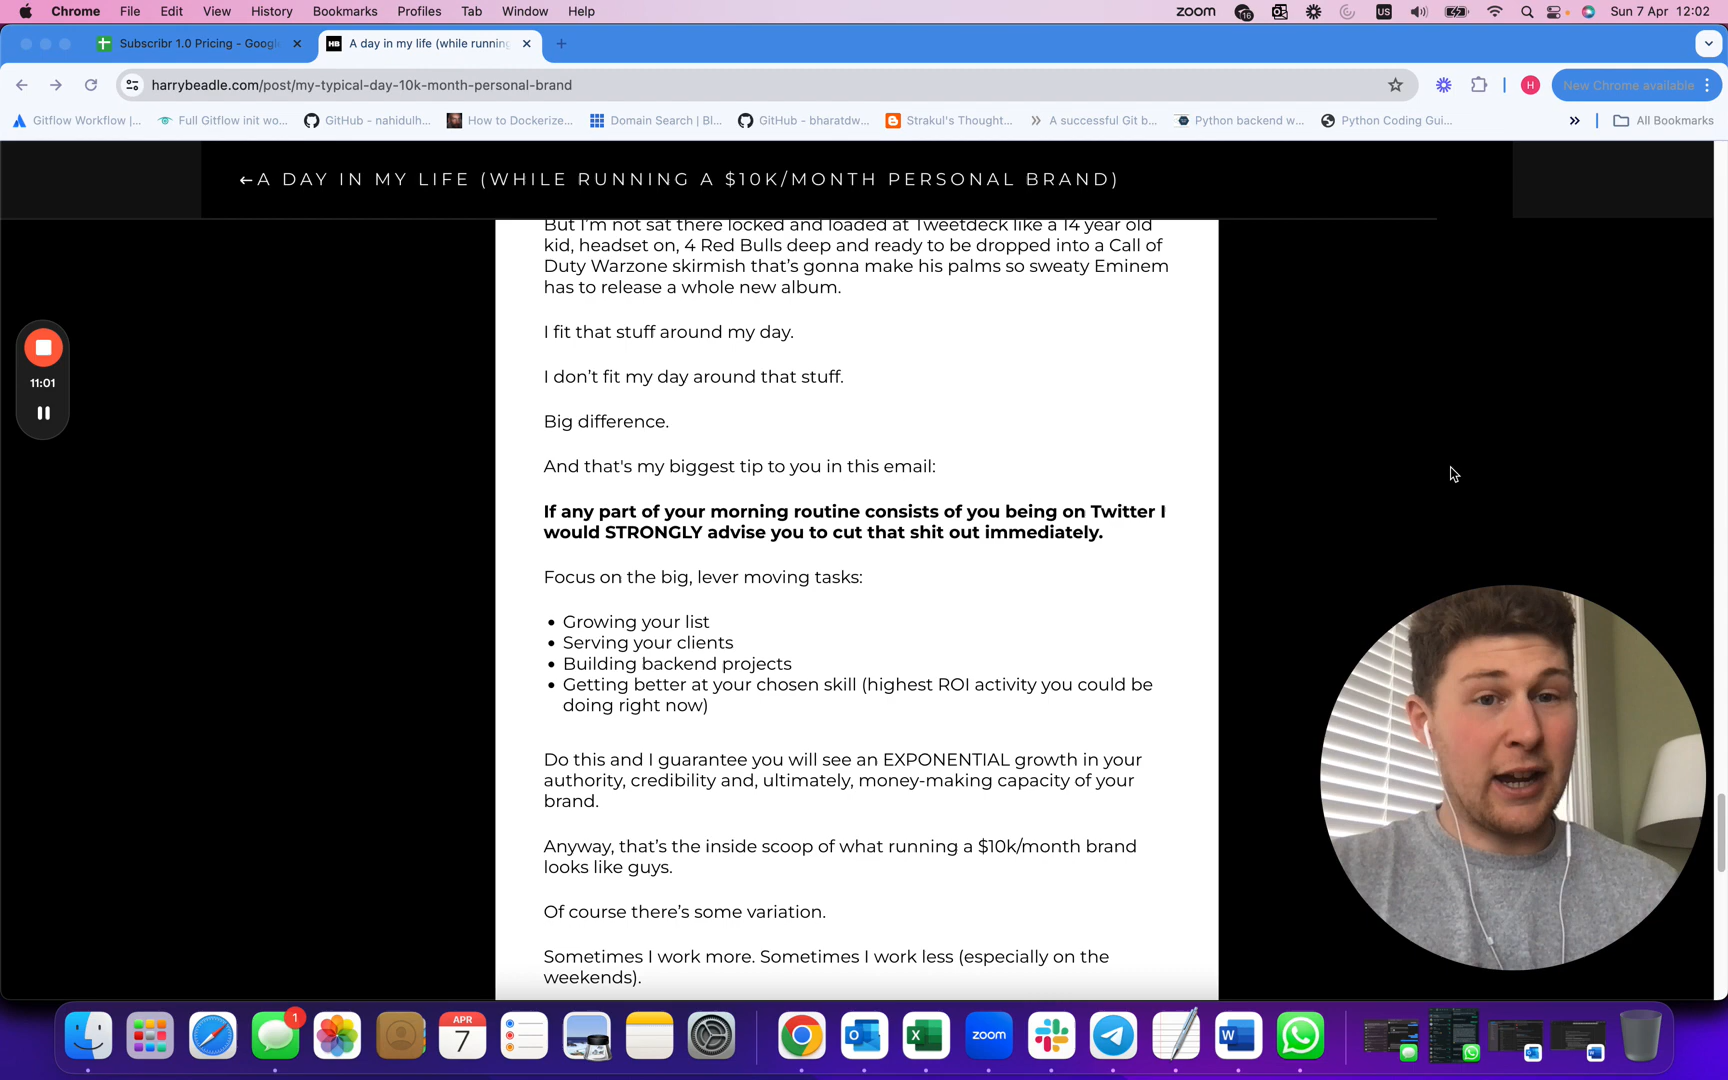 Chrome File Edit View History Bookmarks Profiles Tab Window Help
zoom 16 US Sun 7 Apr 12:02
Subscribr 1.0 Pricing - Googl
HB A day in my life (while runnin
harrybeadle.com/post/my-typical-day-10k-month-personal-brand
H New Chrome available
Gitflow Workflow |... Full Gitflow init wo... GitHub - nahidulh... How to Dockerize... Domain Search | Bl... GitHub - bharatdw... Strakul's Thought... A successful Git b... Python backend w... Python Coding Gui... All Bookmarks
←A DAY IN MY LIFE (WHILE RUNNING A $10K/MONTH PERSONAL BRAND)
But I'm not sat there locked and loaded at Tweetdeck like a 14 year old
kid, headset on, 4 Red Bulls deep and ready to be dropped into a Call of
Duty Warzone skirmish that's gonna make his palms so sweaty Eminem
has to release a whole new album.
I fit that stuff around my day.
11:01
I don't fit my day around that stuff.
Big difference.
And that's my biggest tip to you in this email:
If any part of your morning routine consists of you being on Twitter I
would STRONGLY advise you to cut that shit out immediately.
Focus on the big, lever moving tasks:
• Growing your list
• Serving your clients
• Building backend projects
• Getting better at your chosen skill (highest ROI activity you could be
doing right now)
Do this and I guarantee you will see an EXPONENTIAL growth in your
authority, credibility and, ultimately, money-making capacity of your
brand.
Anyway, that's the inside scoop of what running a $10k/month brand
looks like guys.
Of course there's some variation.
Sometimes I work more. Sometimes I work less (especially on the
weekends).
1
APR
7
zoom